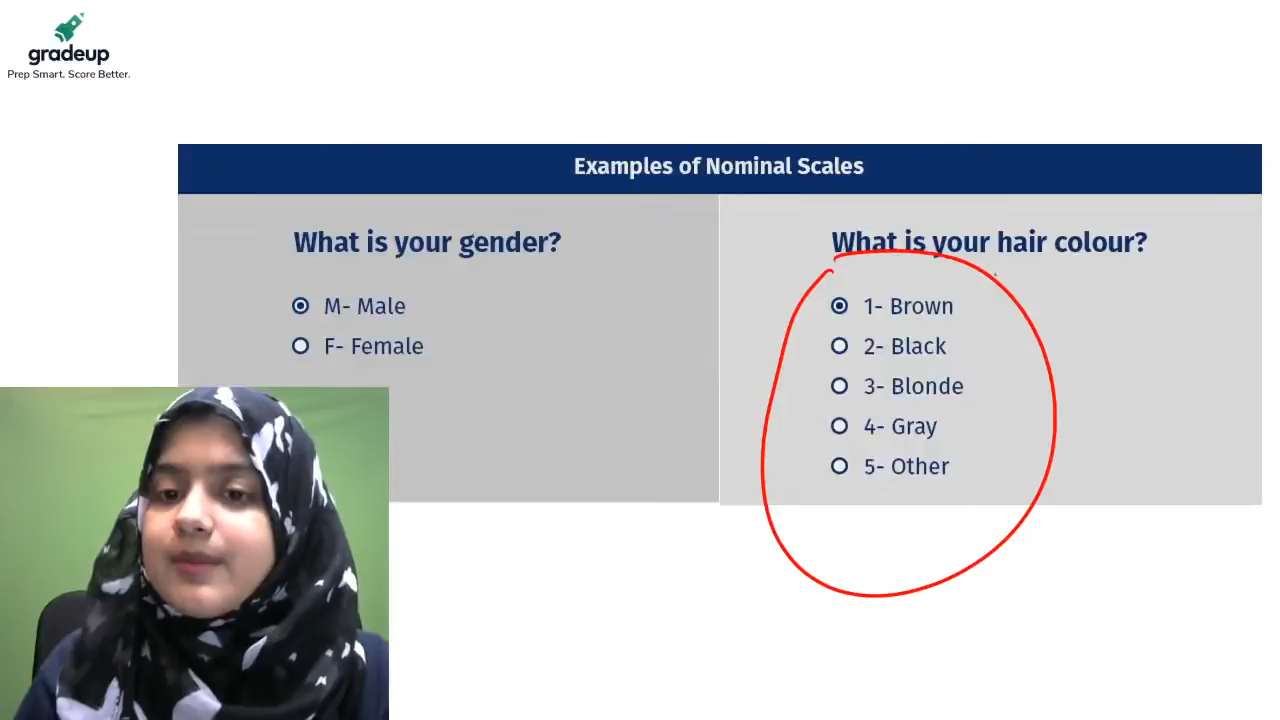 gradeup
Prep Smart. Score Better.
Examples of Nominal Scales
What is your gender?
M- Male
F- Female
What is your hair colour?
1- Brown
2- Black
3- Blonde
4- Gray
5- Other